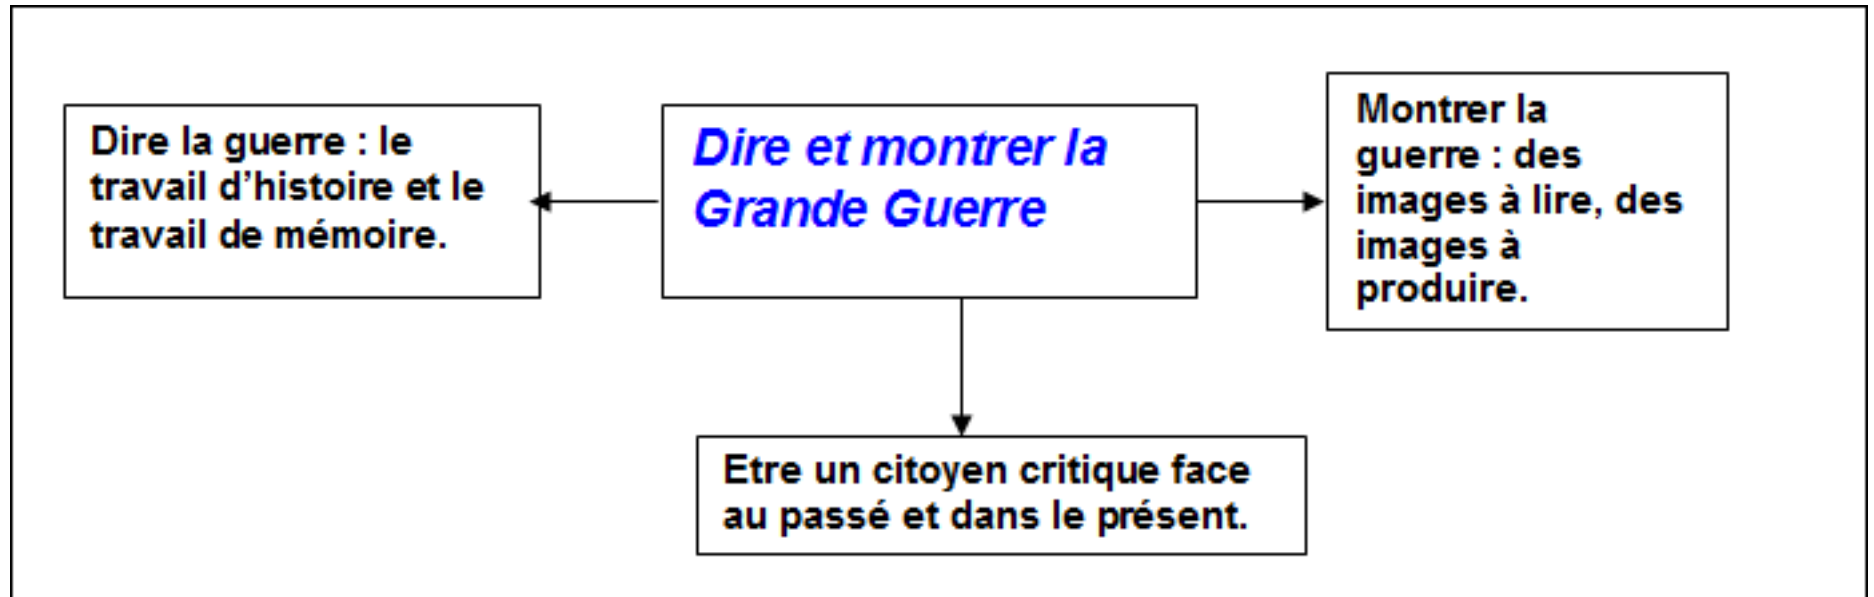 Dire la guerre : le
travail d'histoire et le
travail de mémoire.
Dire et montrer la
Grande Guerre
Montrer la
guerre : des
images à lire, des
images à
produire.
Etre un citoyen critique face
au passé et dans le présent.